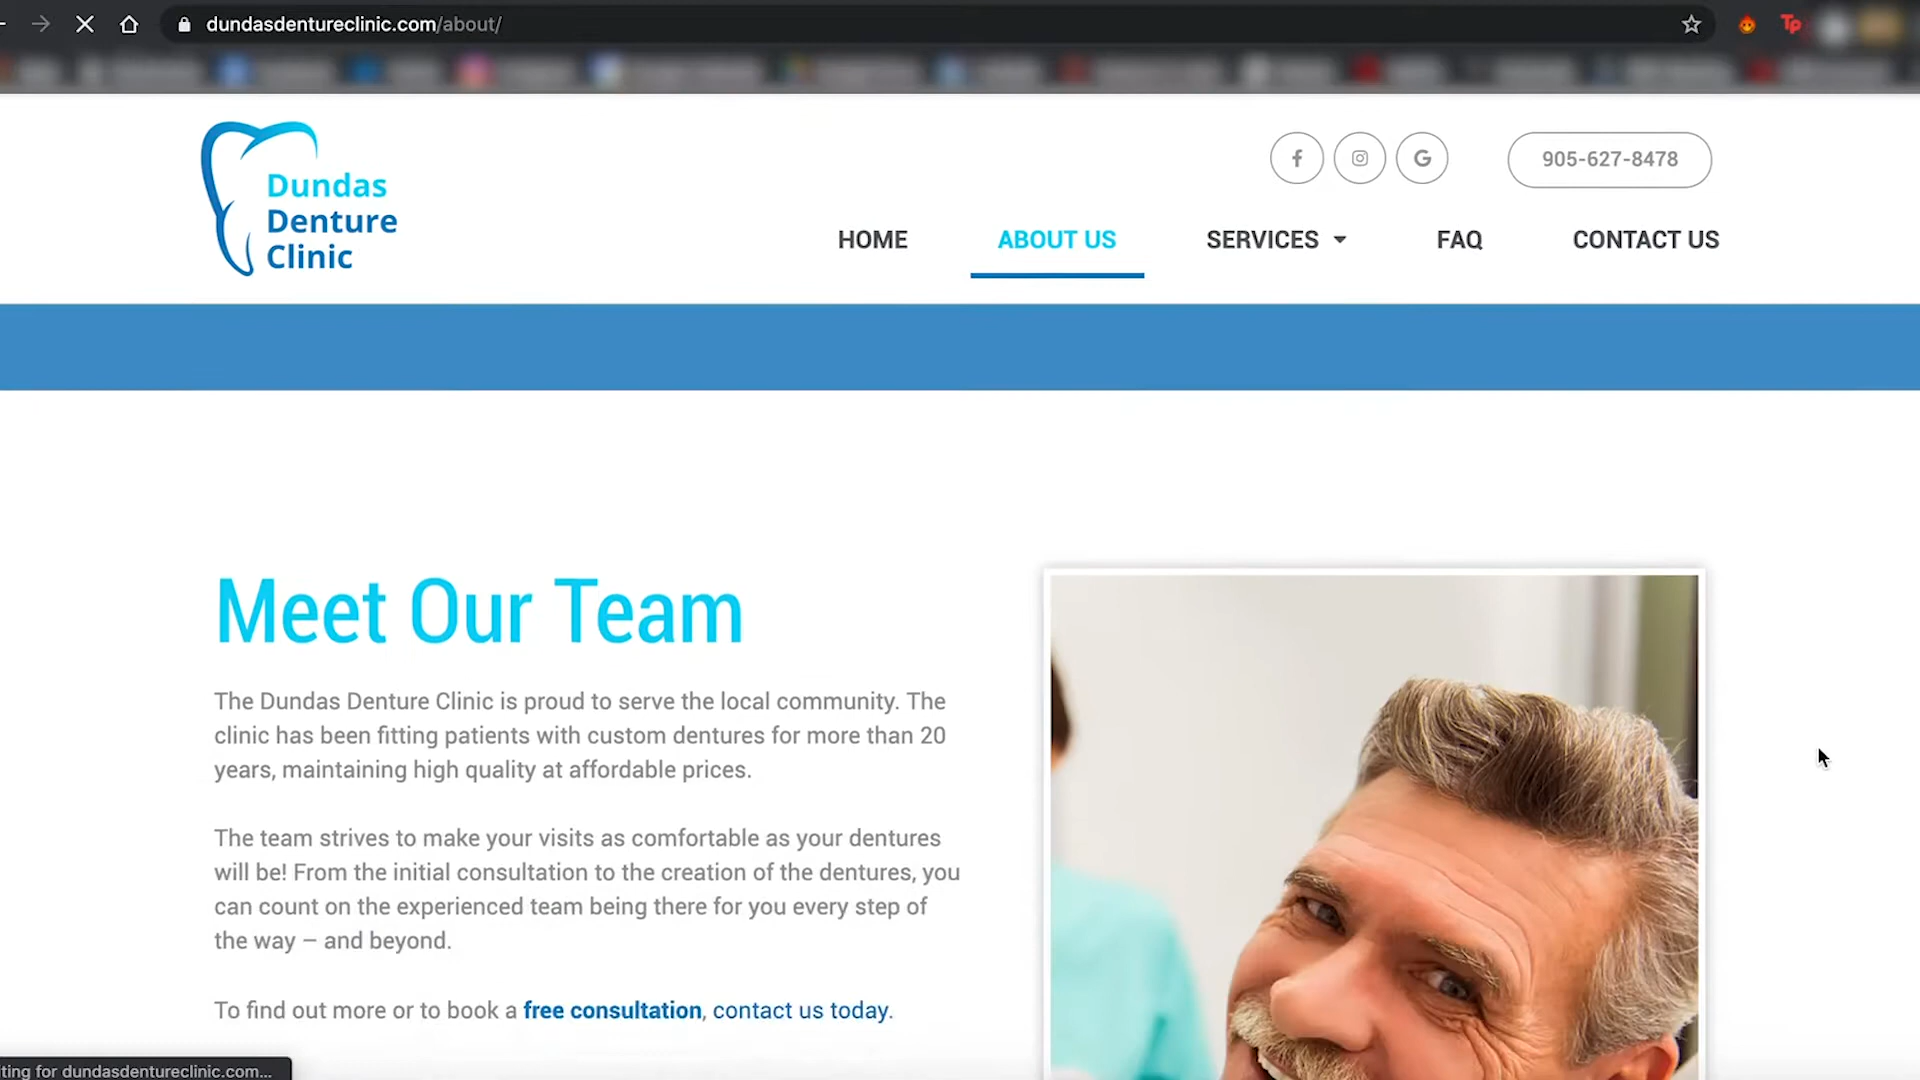 dundasdentureclinic.com/about/
Tp
Dundas
Denture
Clinic
905-627-8478
HOME
ABOUT US
SERVICES
FAQ
CONTACT US
Meet Our Team
The Dundas Denture Clinic is proud to serve the local community. The
clinic has been fitting patients with custom dentures for more than 20
years, maintaining high quality at affordable prices.
The team strives to make your visits as comfortable as your dentures
will be! From the initial consultation to the creation of the dentures, you
can count on the experienced team being there for you every step of
the way – and beyond.
To find out more or to book a free consultation, contact us today.
ting for dundasdentureclinic.com...